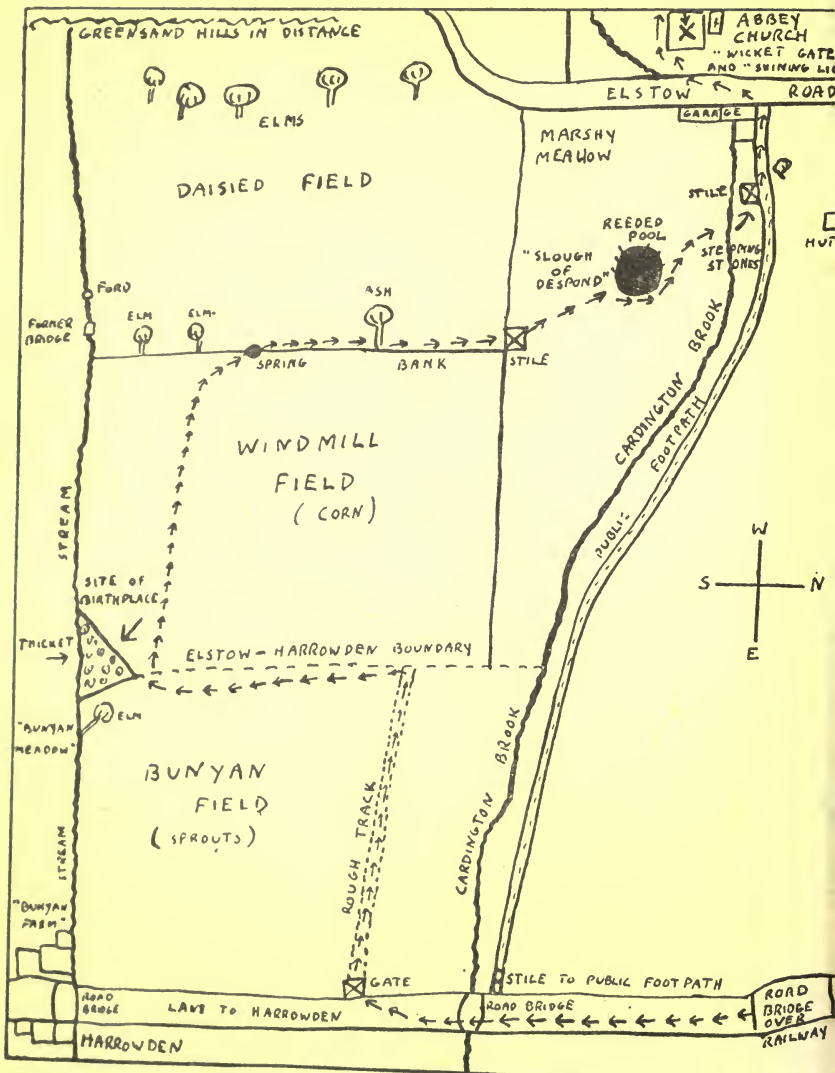 GREENSAND HILLS IN DISTANCE
ABBEY
CHURCH
"WICKET GATE
AND "SHINING
ELSTOW ROAD
GARAGE
ELMS
MARSHY
MEADOW
DAISIED FIELD
STILE
REEDED
POOL
STEPPING
STONES
"SLOUGH
OF
DESPOND"
FORD
FORMER
BRIDGE
ELM
ELM
ASH
SPRING
BANK
STILE
WINDMILL
FIELD
(CORN)
CARDINGTON BROOK
PUBLIC FOOTPATH
STREAM
W
S N
E
SITE OF
BIRTHPLACE
THICKET
ELSTOW-HARROWDEN BOUNDARY
ELM
"BUNYAN
MEADOW"
BUNYAN
FIELD
(SPROUTS)
ROUGH TRACK
CARDINGTON BROOK
STREAM
"BUNYAN
FARM"
GATE
STILE TO PUBLIC FOOTPATH
ROAD
BRIDGE
LANE TO HARROWDEN
ROAD BRIDGE
ROAD
BRIDGE
OVER
RAILWAY
HARROWDEN